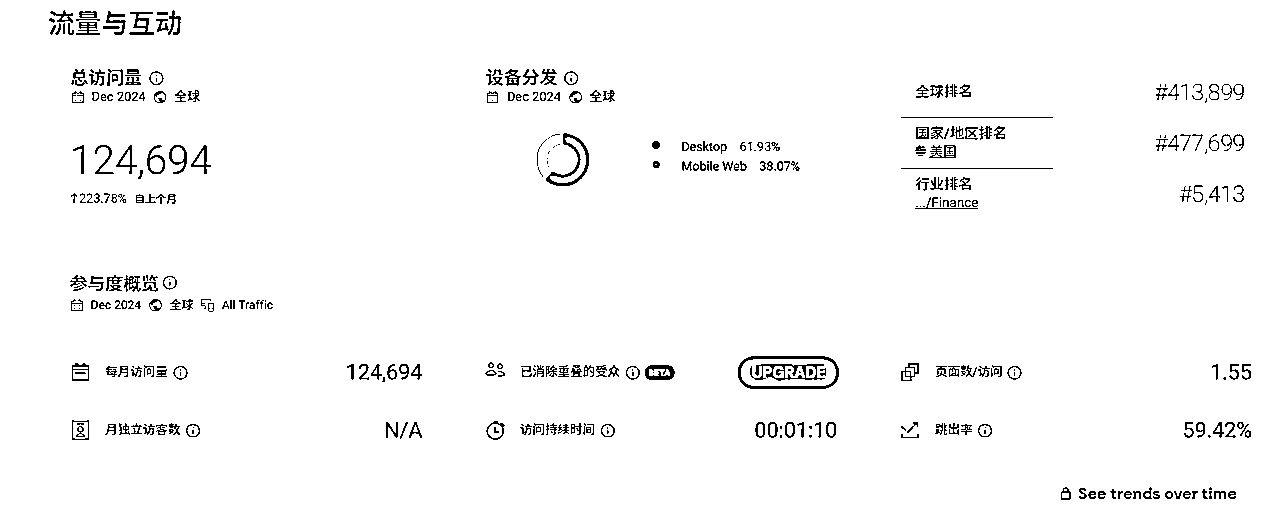 流量与互动
总访问量
Dec 2024 全球
124,694
↑223.78% 自上个月
设备分发
Dec 2024 全球
Desktop 61.93%
Mobile Web 38.07%
全球排名 #413,899
国家/地区排名 #477,699
美国
行业排名 #5,413
.../Finance
参与度概览
Dec 2024 全球 All Traffic
每月访问量 124,694
已消除重叠的受众 BETA UPGRADE
页面数/访问 1.55
月独立访客数 N/A
访问持续时间 00:01:10
跳出率 59.42%
See trends over time